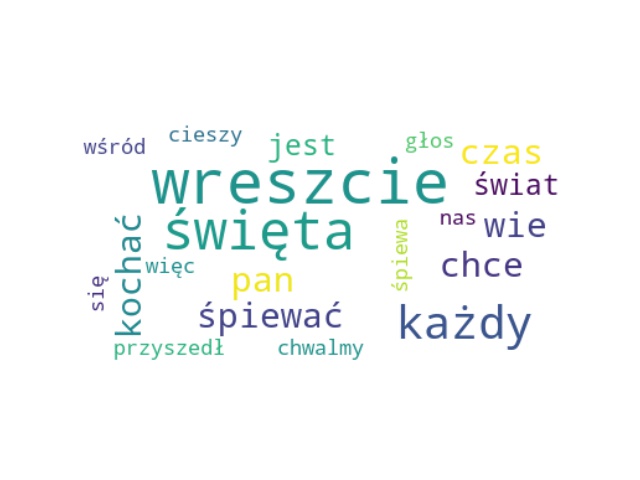 cieszy
wśród
jest
głos
czas
wreszcie
świat
święta
nas
wie
kochać
śpiewa
więc
chce
się
pan
śpiewać
każdy
przyszedł
chwalmy